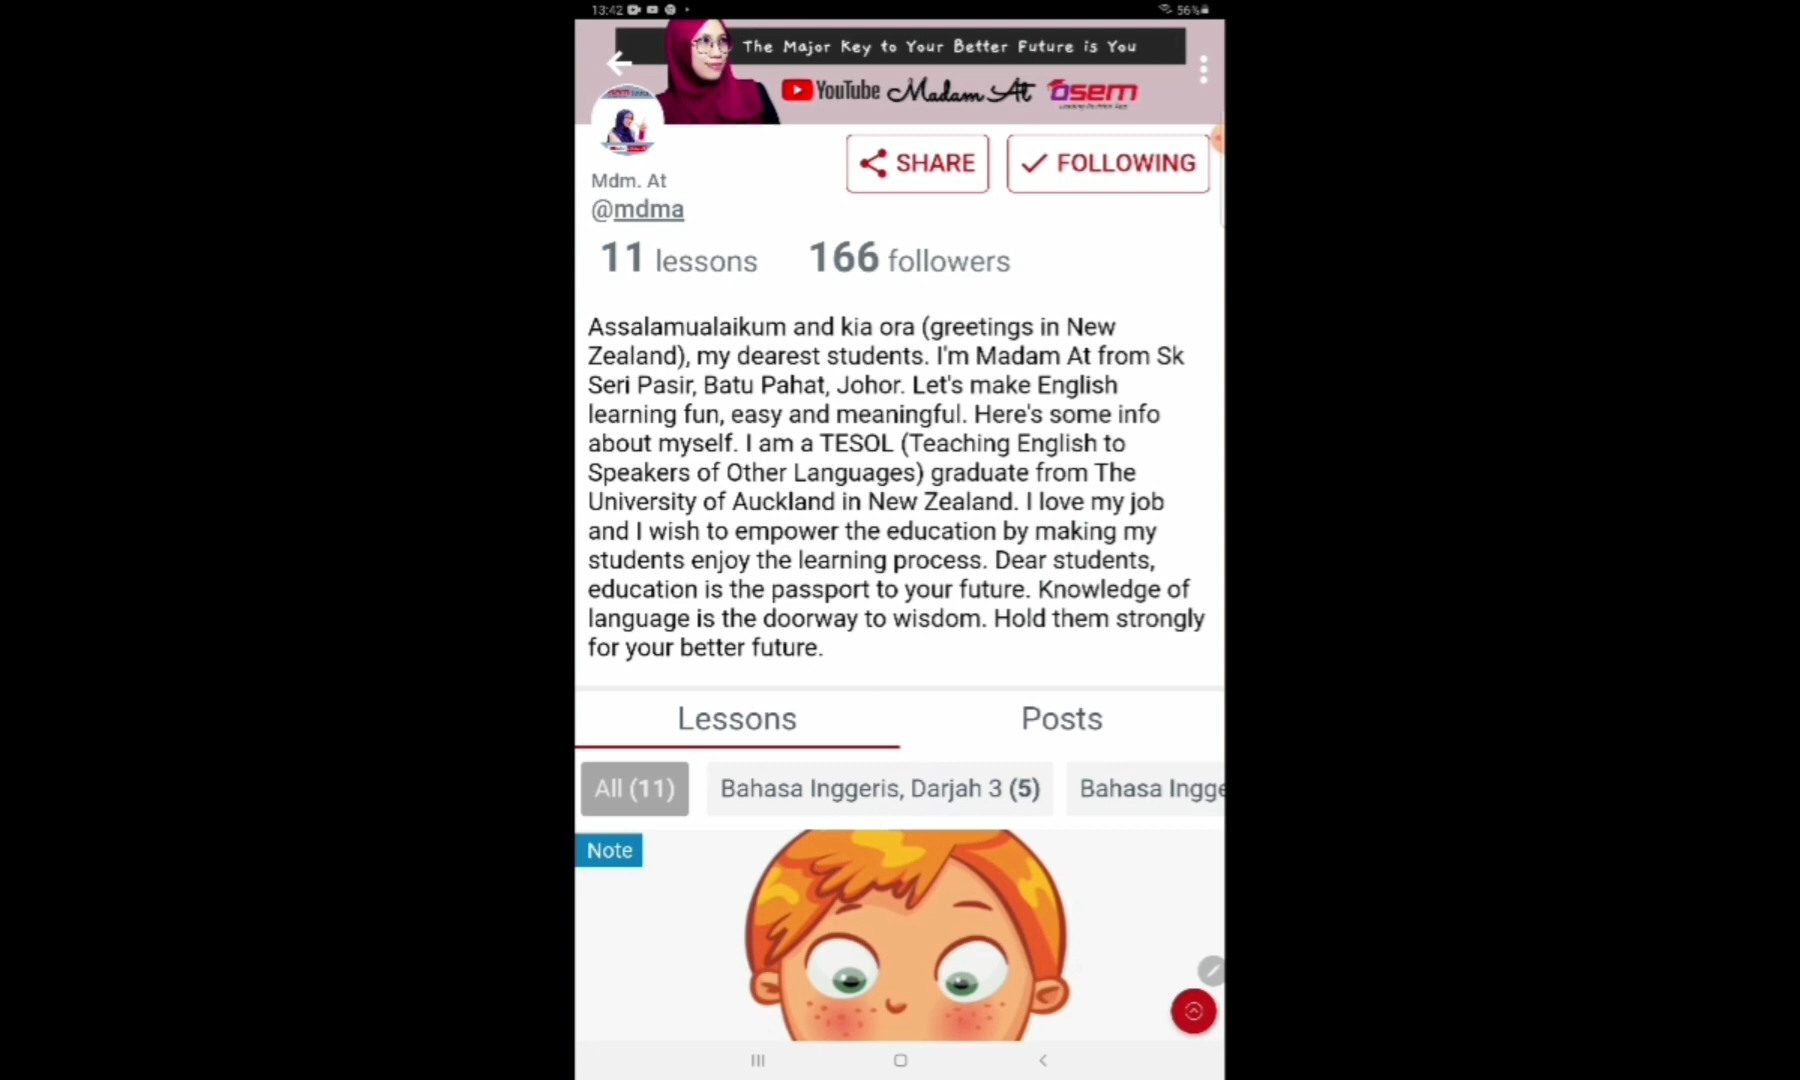 13:42
56%
The Major Key to Your Better Future is You
YouTube Madam At Osem
Mdm. At
SHARE
FOLLOWING
@mdma
11 lessons 166 followers
Assalamualaikum and kia ora (greetings in New
Zealand), my dearest students. I'm Madam At from Sk
Seri Pasir, Batu Pahat, Johor. Let's make English
learning fun, easy and meaningful. Here's some info
about myself. I am a TESOL (Teaching English to
Speakers of Other Languages) graduate from The
University of Auckland in New Zealand. I love my job
and I wish to empower the education by making my
students enjoy the learning process. Dear students,
education is the passport to your future. Knowledge of
language is the doorway to wisdom. Hold them strongly
for your better future.
Lessons Posts
All (11) Bahasa Inggeris, Darjah 3 (5) Bahasa Ingge
Note